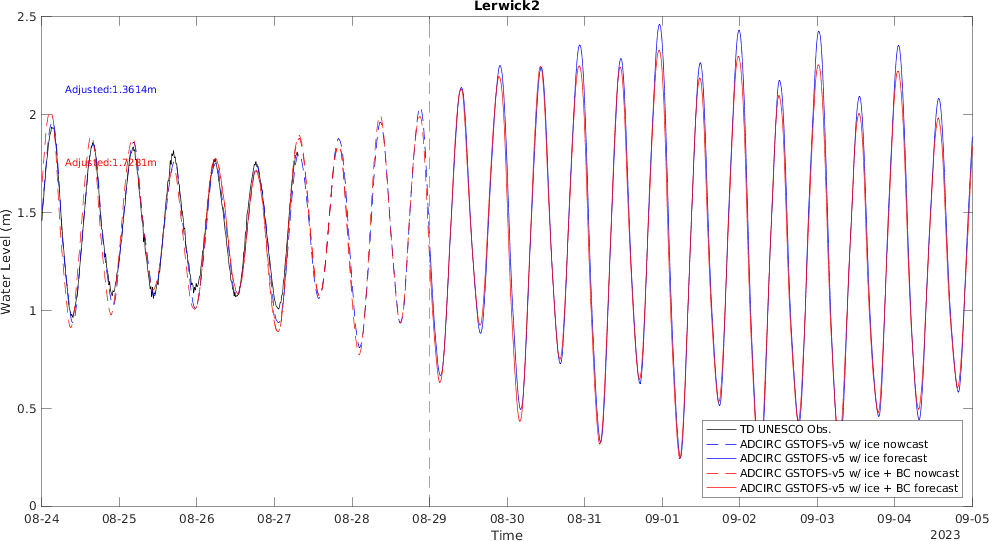 Lerwick2
2.5
2
1.5
1
0.5
0
Water Level (m)
Adjusted:1.3614m
Adjusted:1.7281m
TD UNESCO Obs.
ADCIRC GSTOFS-v5 w/ ice nowcast
ADCIRC GSTOFS-v5 w/ ice forecast
ADCIRC GSTOFS-v5 w/ ice + BC nowcast
ADCIRC GSTOFS-v5 w/ ice + BC forecast
08-24 08-25 08-26 08-27 08-28 08-29 08-30 08-31 09-01 09-02 09-03 09-04 09-05
Time
2023